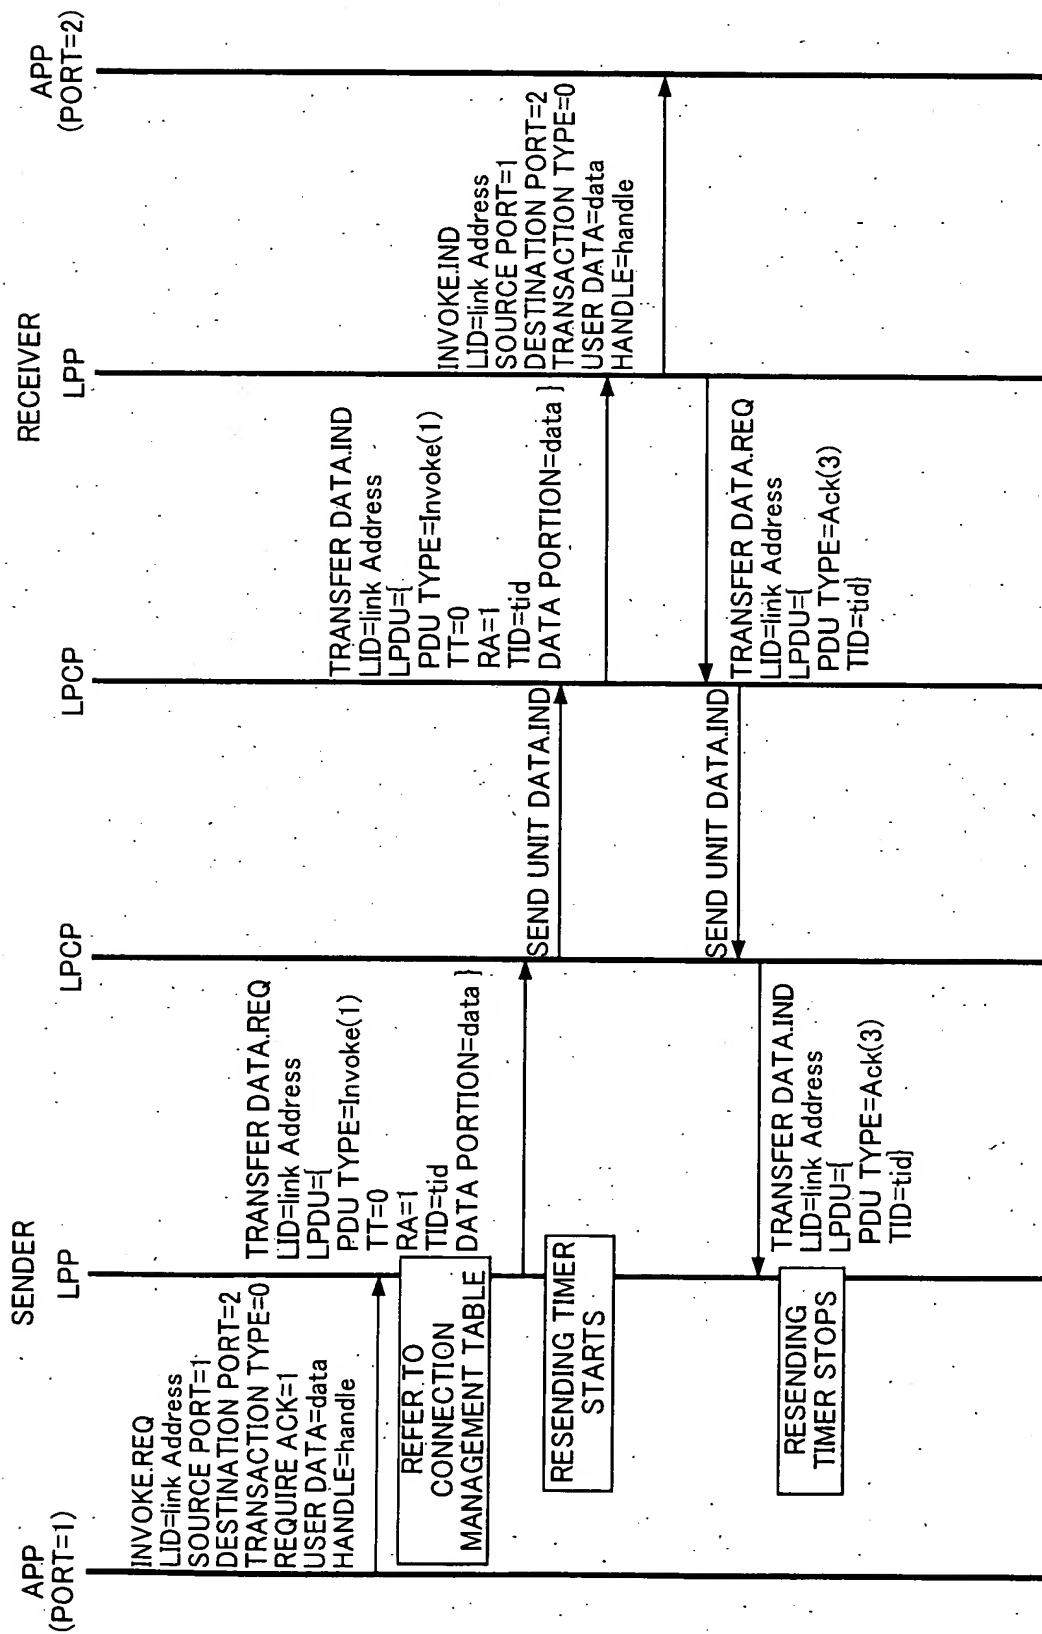 SENDER
RECEIVER
APP
(PORT=1)
LPP
LPCP
LPCP
LPP
APP
(PORT=2)
INVOKE.REQ
LID=link Address
SOURCE PORT=1
DESTINATION PORT=2
TRANSACTION TYPE=0
REQUIRE ACK=1
USER DATA=data
HANDLE=handle
REFER TO
CONNECTION
MANAGEMENT TABLE
TRANSFER DATA.REQ
LID=link Address
LPDU={
PDU TYPE=Invoke(1)
TT=0
RA=1
TID=tid
DATA PORTION=data }
RESENDING TIMER
STARTS
SEND UNIT DATA.IND
TRANSFER DATA.IND
LID=link Address
LPDU={
PDU TYPE=Invoke(1)
TT=0
RA=1
TID=tid
DATA PORTION=data }
INVOKE.IND
LID=link Address
SOURCE PORT=1
DESTINATION PORT=2
TRANSACTION TYPE=0
USER DATA=data
HANDLE=handle
TRANSFER DATA.REQ
LID=link Address
LPDU={
PDU TYPE=Ack(3)
TID=tid}
SEND UNIT DATA.IND
TRANSFER DATA.IND
LID=link Address
LPDU={
PDU TYPE=Ack(3)
TID=tid}
RESENDING
TIMER STOPS